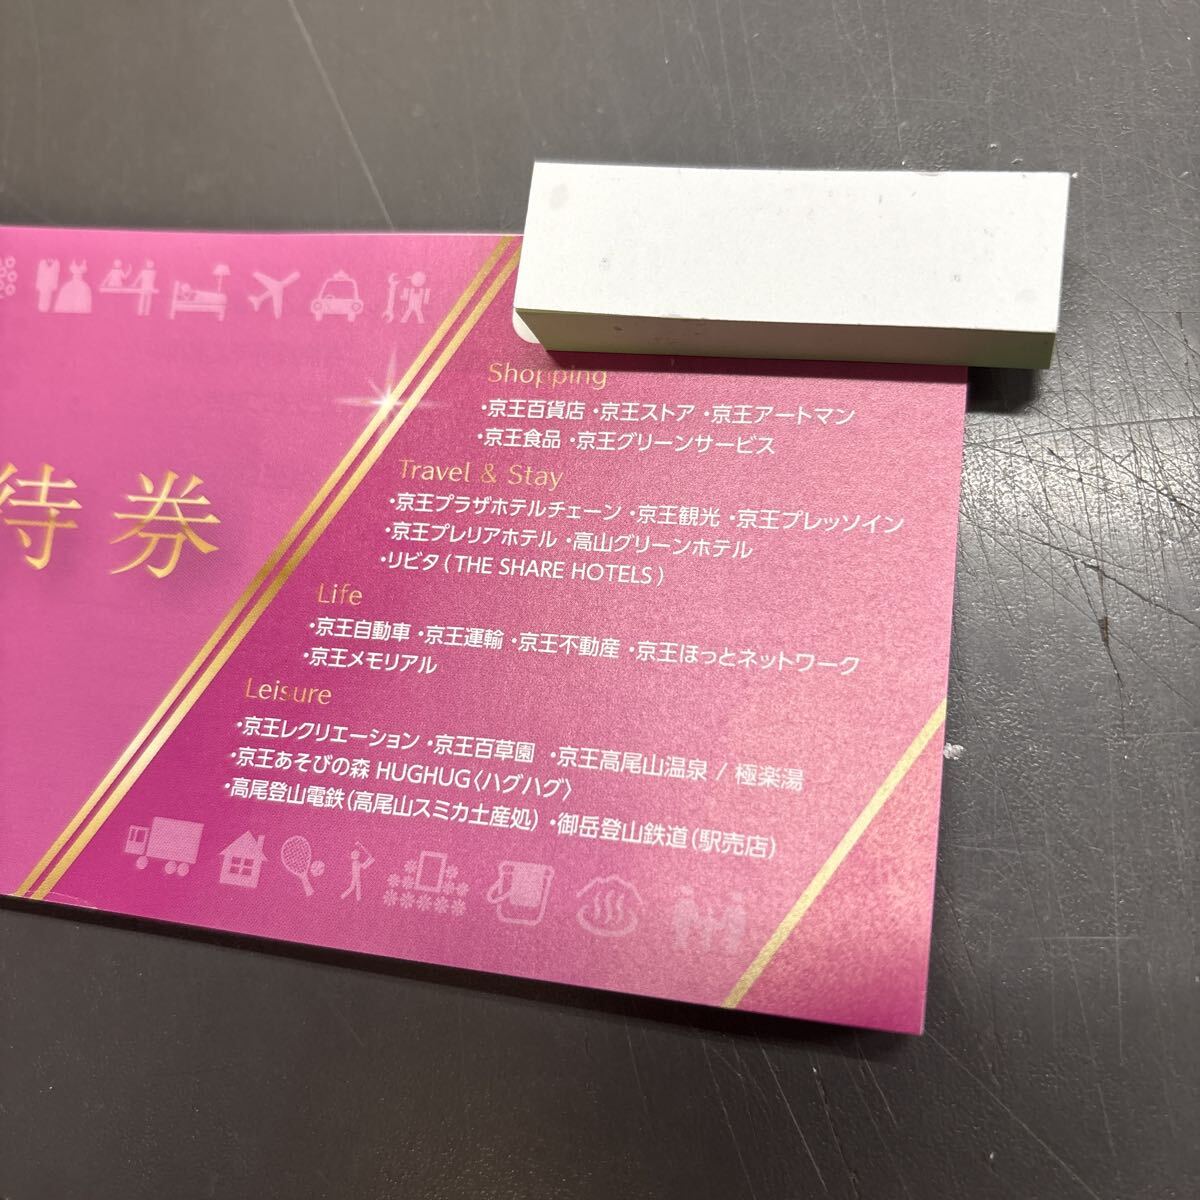 待券
Shopping
・京王百貨店 ・京王ストア ・京王アートマン
・京王食品 ・京王グリーンサービス
Travel & Stay
・京王プラザホテルチェーン ・京王観光 ・京王プレッソイン
・京王プレリアホテル ・高山グリーンホテル
・リビタ ( THE SHARE HOTELS )
Life
・京王自動車 ・京王運輸 ・京王不動産 ・京王ほっとネットワーク
・京王メモリアル
Leisure
・京王レクリエーション ・京王百草園 ・京王高尾山温泉 / 極楽湯
・京王あそびの森 HUGHUG〈ハグハグ〉
・高尾登山電鉄(高尾山スミカ土産処) ・御岳登山鉄道(駅売店)